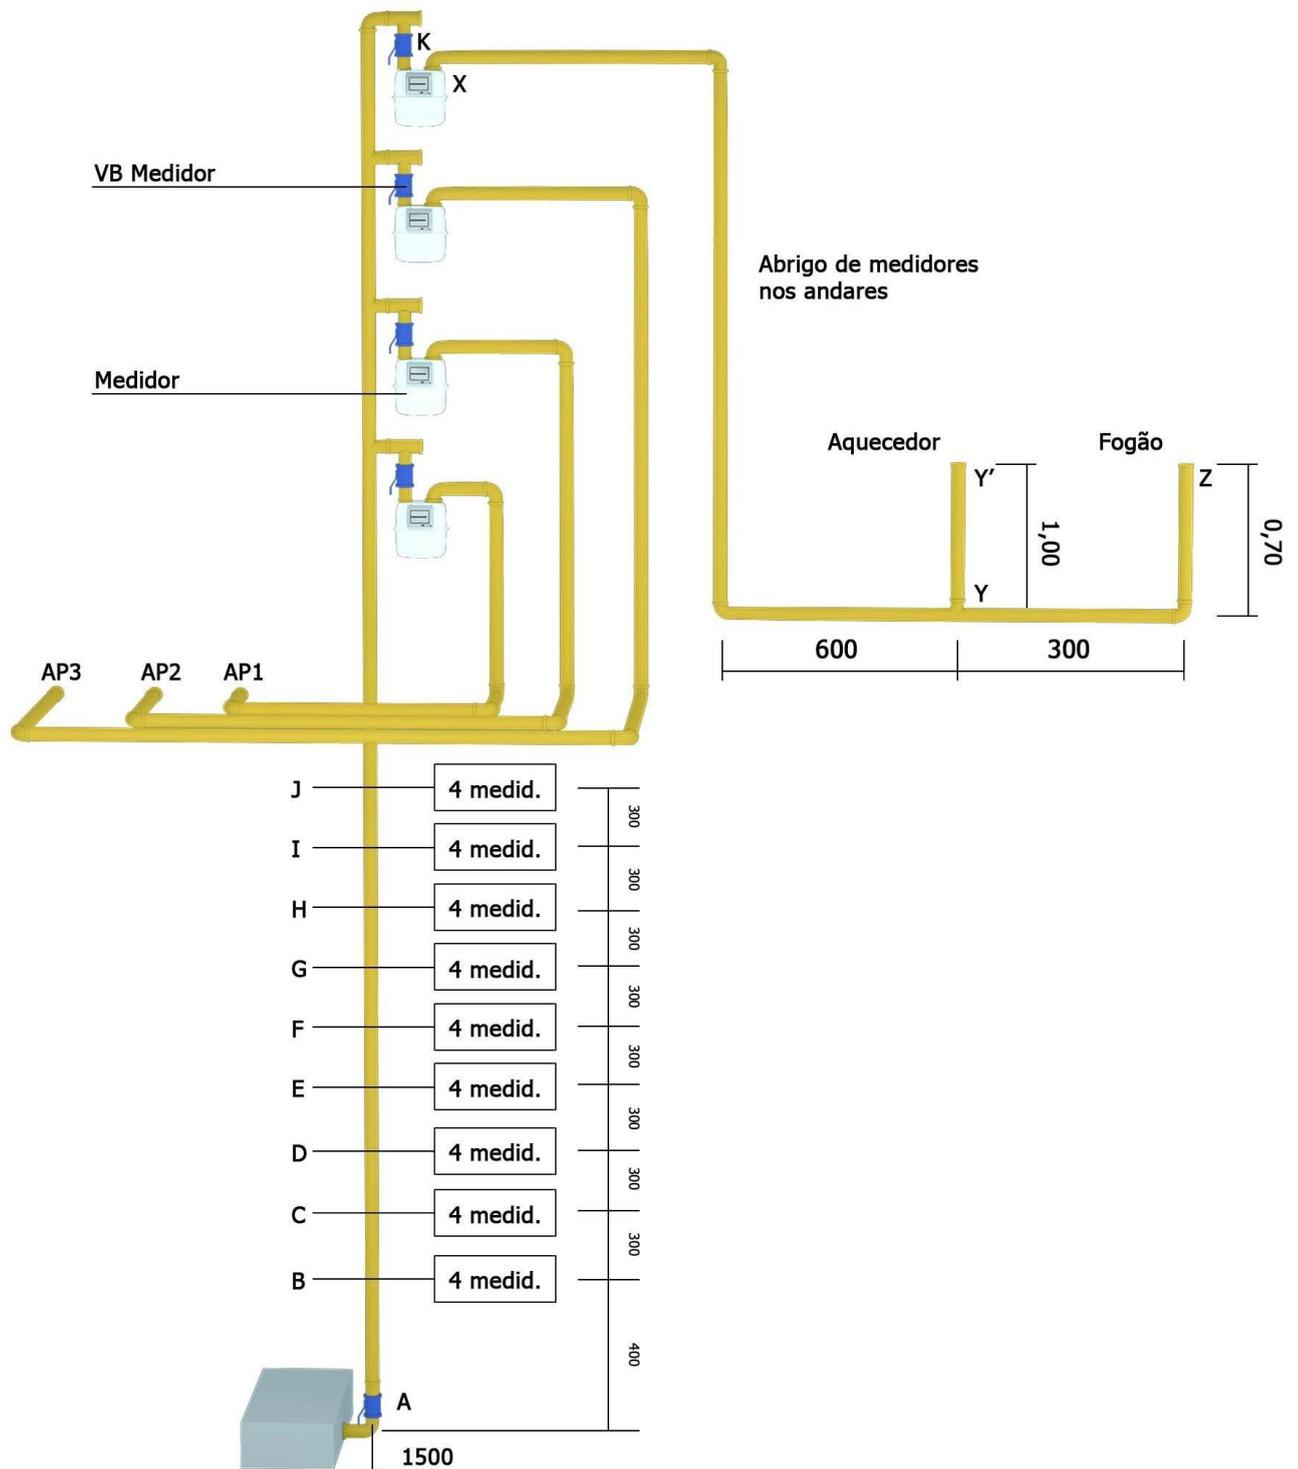 K
X
VB Medidor
Abrigo de medidores
nos andares
Medidor
Aquecedor
Fogão
Y’
Z
1,00
0,70
Y
600
300
AP3
AP2
AP1
J
4 medid.
300
I
4 medid.
300
H
4 medid.
300
G
4 medid.
300
F
4 medid.
300
E
4 medid.
300
D
4 medid.
300
C
4 medid.
300
B
4 medid.
400
A
1500